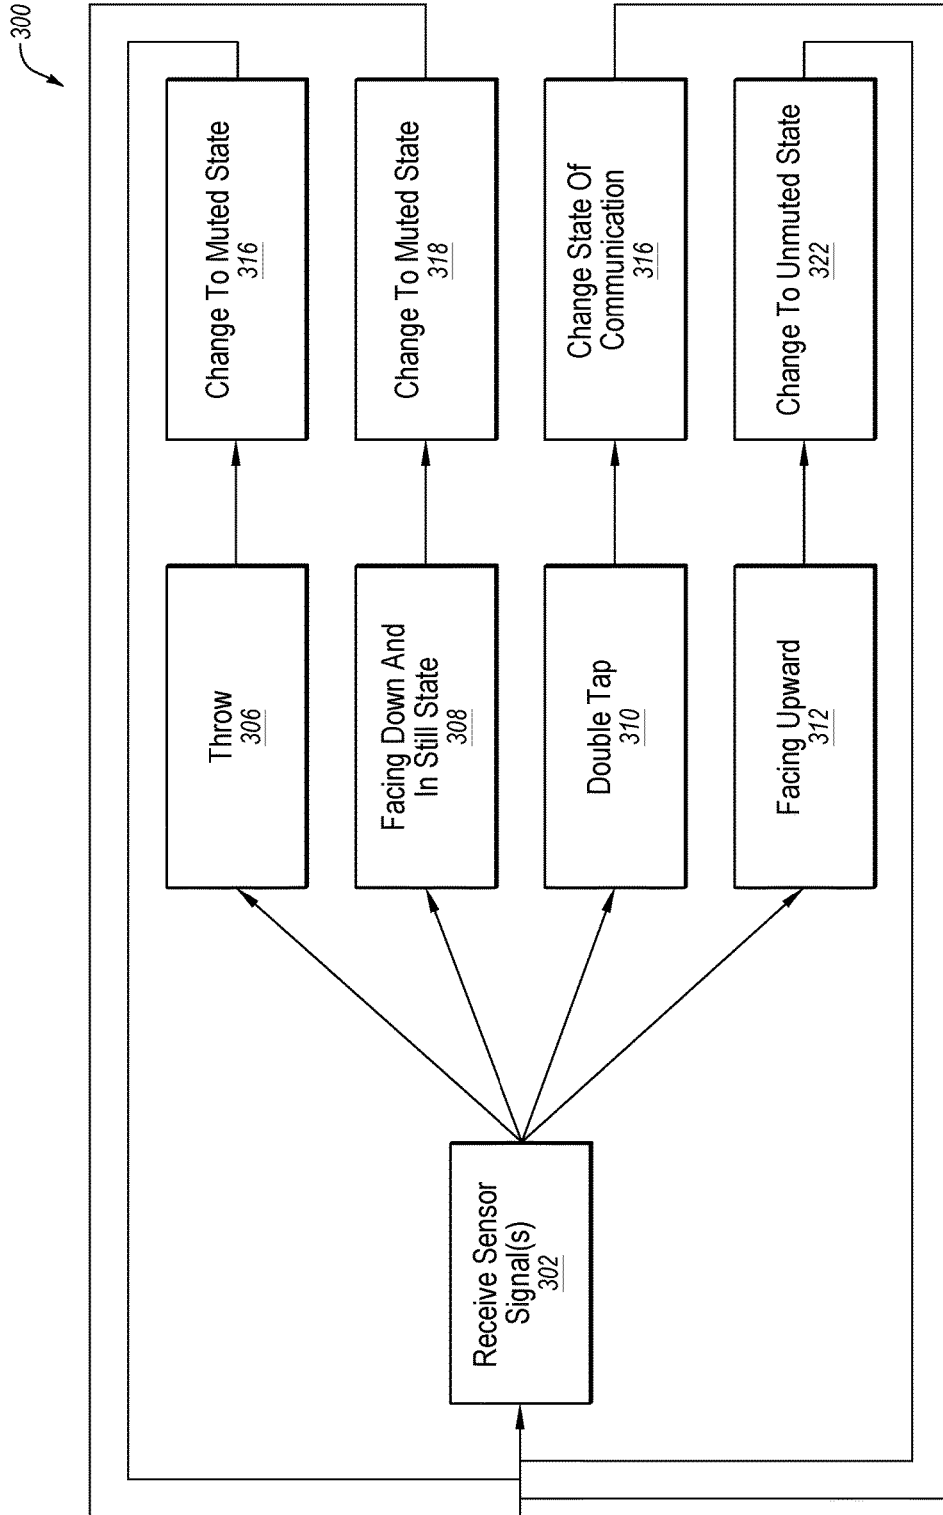 300
Receive Sensor
Signal(s)
302
Throw
306
Change To Muted State
316
Facing Down And
In Still State
308
Change To Muted State
318
Double Tap
310
Change State Of
Communication
316
Facing Upward
312
Change To Unmuted State
322